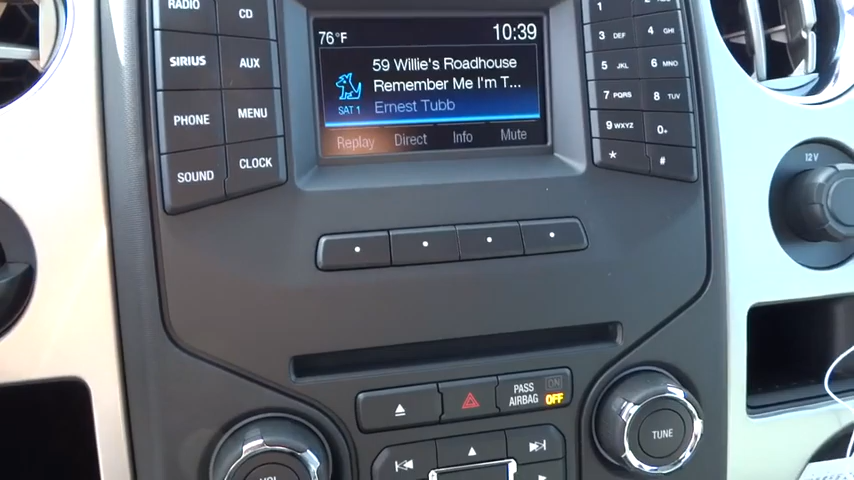 RADIO
CD
SIRIUS
AUX
PHONE
MENU
SOUND
CLOCK
76°F
10:39
59 Willie's Roadhouse
Remember Me I'm T...
SAT 1
Ernest Tubb
Replay
Direct
Info
Mute
1
3 DEF
4 GHI
5 JKL
6 MNO
7 PQRS
8 TUV
9 WXYZ
0
*
#
12V
PASS
AIRBAG
ON
OFF
VOL
TUNE